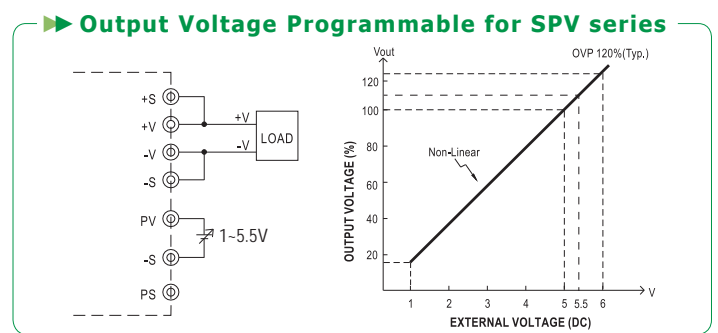 Output Voltage Programmable for SPV series
+S
+V
-V
-S
PV
-S
PS
+V
-V
LOAD
1~5.5V
Vout
OVP 120%(Typ.)
120
100
80
60
40
20
OUTPUT VOLTAGE (%)
Non-Linear
1 2 3 4 5 5.5 6
V
EXTERNAL VOLTAGE (DC)